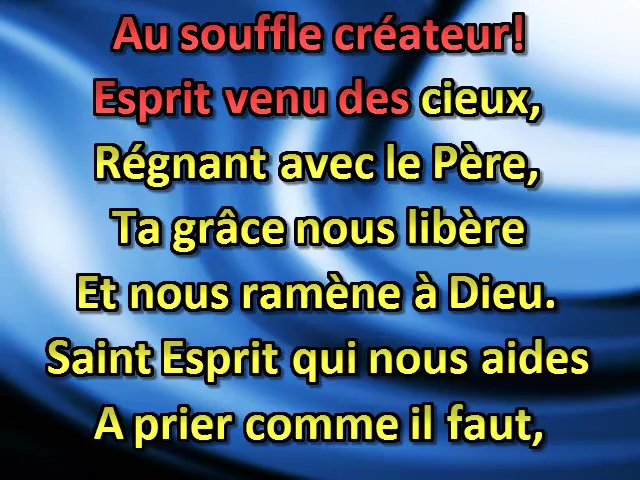 Au souffle créateur!
Esprit venu des cieux,
Régnant avec le Père,
Ta grâce nous libère
Et nous ramène à Dieu.
Saint Esprit qui nous aides
A prier comme il faut,